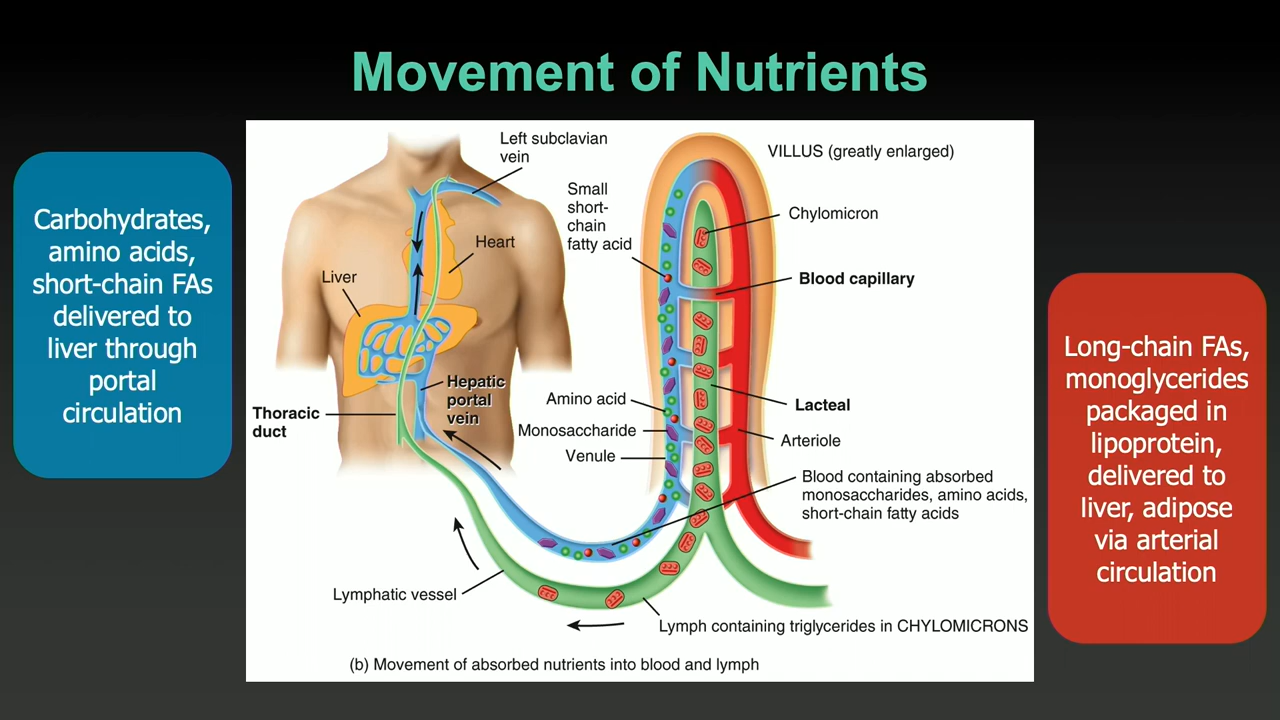 Movement of Nutrients
Carbohydrates,
amino acids,
short-chain FAs
delivered to
liver through
portal
circulation
Left subclavian
vein
Heart
Liver
Hepatic
portal
vein
Thoracic
duct
Lymphatic vessel
VILLUS (greatly enlarged)
Small
short-
chain
fatty acid
Chylomicron
Blood capillary
Amino acid
Lacteal
Monosaccharide
Arteriole
Venule
Blood containing absorbed
monosaccharides, amino acids,
short-chain fatty acids
Lymph containing triglycerides in CHYLOMICRONS
(b) Movement of absorbed nutrients into blood and lymph
Long-chain FAs,
monoglycerides
packaged in
lipoprotein,
delivered to
liver, adipose
via arterial
circulation